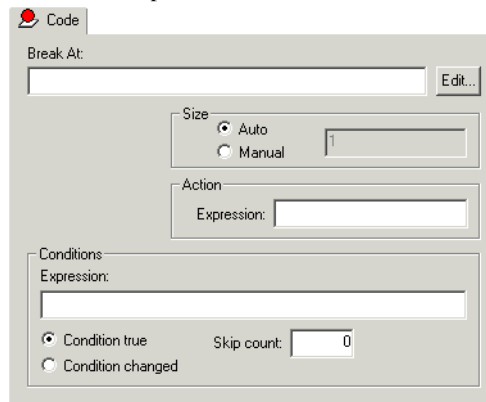 Code
Break At:
Edit...
Size
Auto
Manual
1
Action
Expression:
Conditions
Expression:
Condition true
Skip count: 0
Condition changed